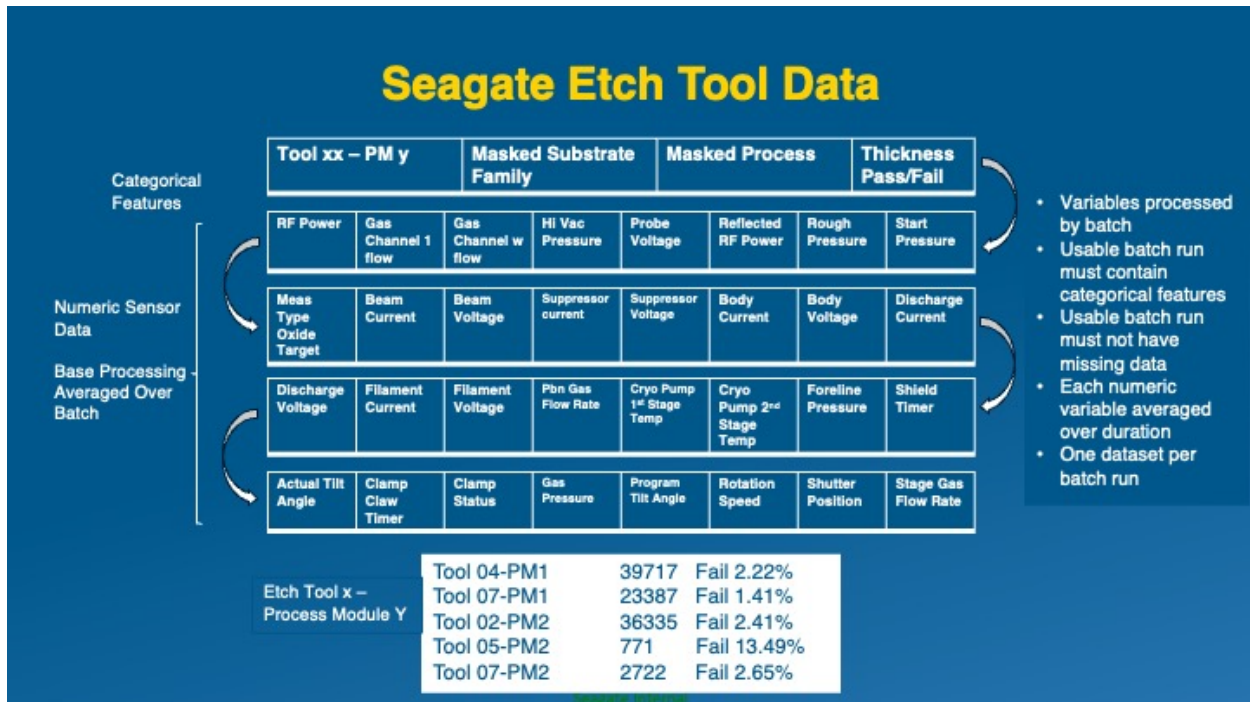 Seagate Etch Tool Data
Tool xx – PM y
Masked Substrate
Family
Masked Process
Thickness
Pass/Fail
Categorical
Features
RF Power
Gas
Channel 1
flow
Gas
Channel w
flow
Hi Vac
Pressure
Probe
Voltage
Reflected
RF Power
Rough
Pressure
Start
Pressure
Numeric Sensor
Data
Base Processing -
Averaged Over
Batch
Meas
Type
Oxide
Target
Beam
Current
Beam
Voltage
Suppressor
current
Suppressor
Voltage
Body
Current
Body
Voltage
Discharge
Current
Discharge
Voltage
Filament
Current
Filament
Voltage
Pbn Gas
Flow Rate
Cryo Pump
1st Stage
Temp
Cryo
Pump 2nd
Stage
Temp
Foreline
Pressure
Shield
Timer
Actual Tilt
Angle
Clamp
Claw
Timer
Clamp
Status
Gas
Pressure
Program
Tilt Angle
Rotation
Speed
Shutter
Position
Stage Gas
Flow Rate
• Variables processed
by batch
• Usable batch run
must contain
categorical features
• Usable batch run
must not have
missing data
• Each numeric
variable averaged
over duration
• One dataset per
batch run
Etch Tool x –
Process Module Y
Tool 04-PM1 39717 Fail 2.22%
Tool 07-PM1 23387 Fail 1.41%
Tool 02-PM2 36335 Fail 2.41%
Tool 05-PM2 771 Fail 13.49%
Tool 07-PM2 2722 Fail 2.65%
Seagate Internal